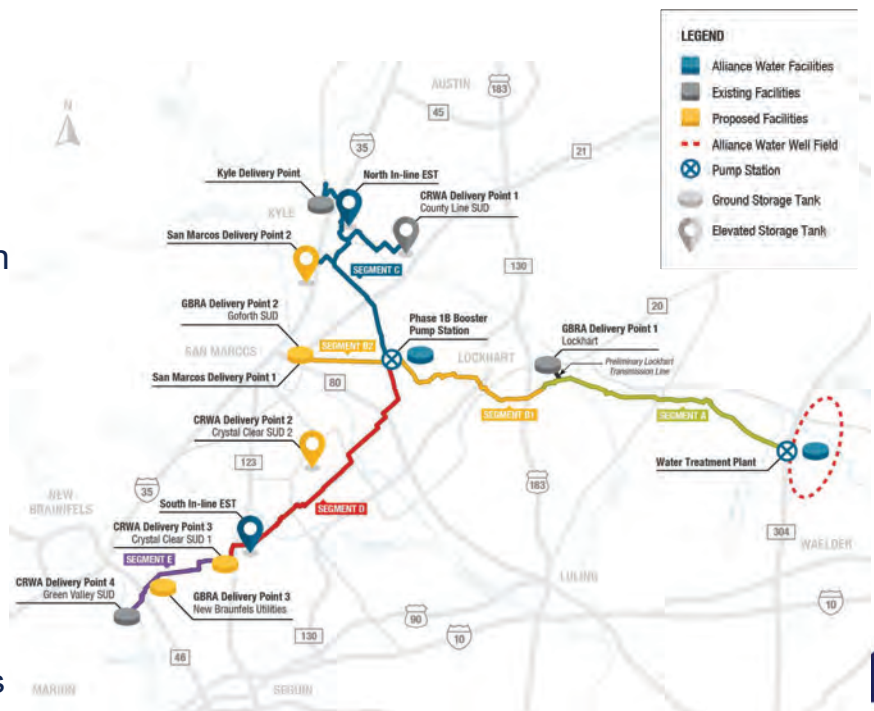 LEGEND
Alliance Water Facilities
Existing Facilities
Proposed Facilities
Alliance Water Well Field
Pump Station
Ground Storage Tank
Elevated Storage Tank
N
AUSTIN
183
45
35
21
Kyle Delivery Point
North In-line EST
CRWA Delivery Point 1
County Line SUD
KYLE
San Marcos Delivery Point 2
n
SEGMENT C
130
20
GBRA Delivery Point 2
Goforth SUD
Phase 1B Booster
Pump Station
GBRA Delivery Point 1
Lockhart
SAN MARCOS
SEGMENT B2
LOCKHART
Preliminary Lockhart
Transmission Line
San Marcos Delivery Point 1
80
SEGMENT B1
SEGMENT A
CRWA Delivery Point 2
Crystal Clear SUD 2
Water Treatment Plant
123
35
183
NEW
BRAUNFELS
South In-line EST
SEGMENT D
304
CRWA Delivery Point 3
Crystal Clear SUD 1
WAELDER
SEGMENT E
CRWA Delivery Point 4
Green Valley SUD
GBRA Delivery Point 3
New Braunfels Utilities
LULING
90
10
10
130
46
s
MARION
SEGUIN